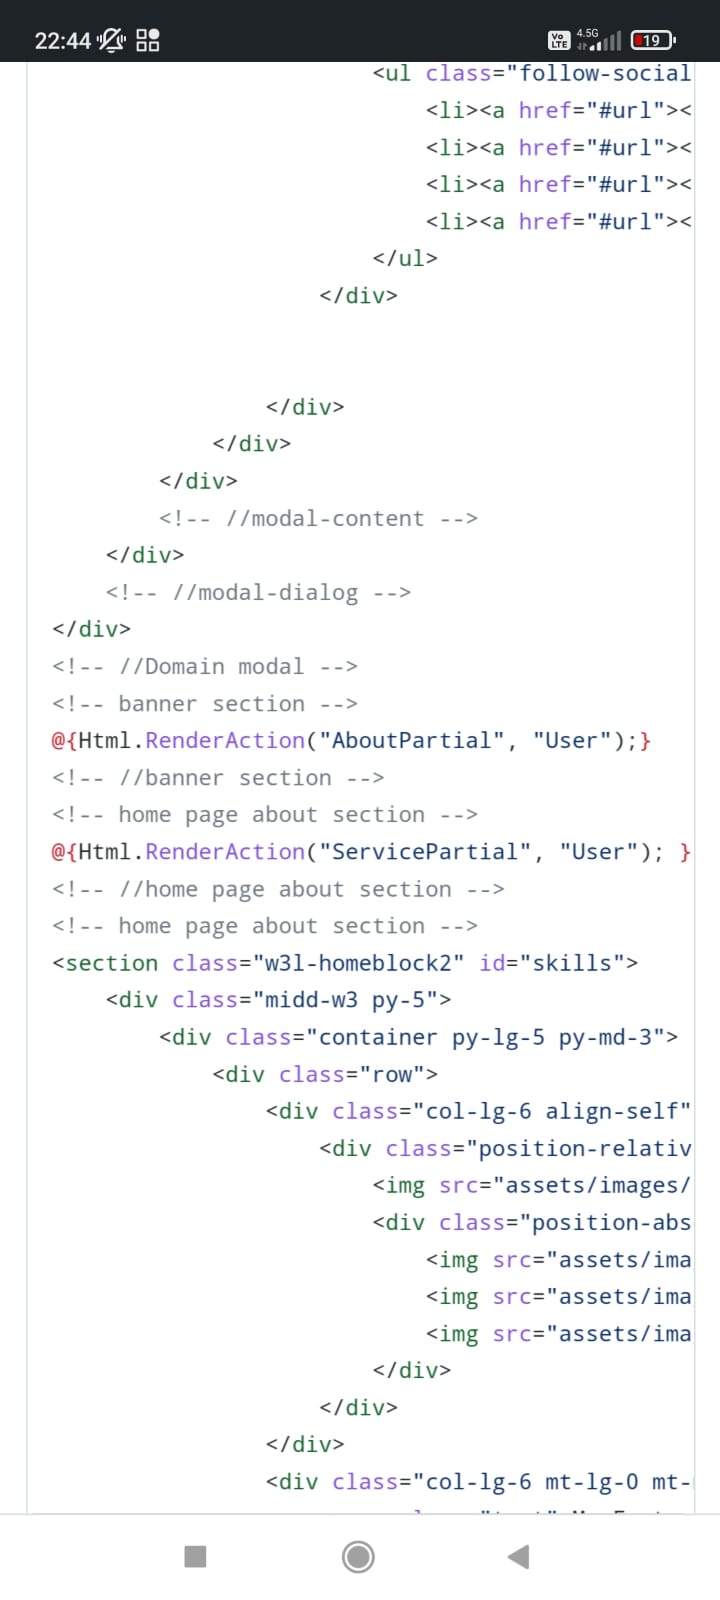 22:44
Vo LTE 4.5G 19
<ul class="follow-social
<li><a href="#url"><
<li><a href="#url"><
<li><a href="#url"><
<li><a href="#url"><
</ul>
</div>
</div>
</div>
</div>
<!-- //modal-content -->
</div>
<!-- //modal-dialog -->
</div>
<!-- //Domain modal -->
<!-- banner section -->
@{Html.RenderAction("AboutPartial", "User");}
<!-- //banner section -->
<!-- home page about section -->
@{Html.RenderAction("ServicePartial", "User"); }
<!-- //home page about section -->
<!-- home page about section -->
<section class="w3l-homeblock2" id="skills">
<div class="midd-w3 py-5">
<div class="container py-lg-5 py-md-3">
<div class="row">
<div class="col-lg-6 align-self"
<div class="position-relativ
<img src="assets/images/
<div class="position-abs
<img src="assets/ima
<img src="assets/ima
<img src="assets/ima
</div>
</div>
</div>
<div class="col-lg-6 mt-lg-0 mt-